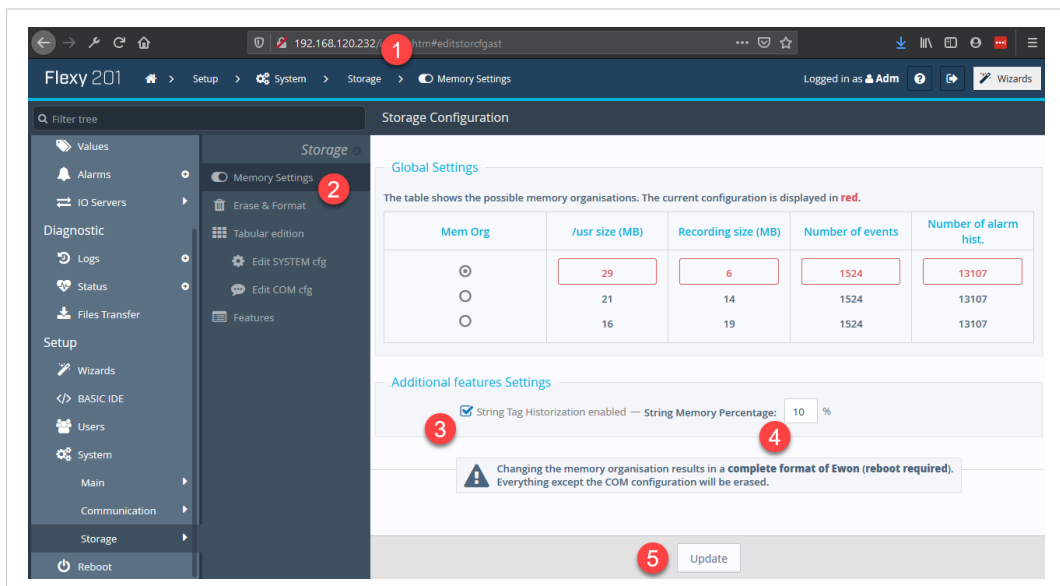 192.168.120.232/ htm#editstorcfgast
1
Flexy 201 > Setup > System > Storage > Memory Settings Logged in as Adm Wizards
Filter tree
Values
Alarms
IO Servers
Diagnostic
Logs
Status
Files Transfer
Setup
Wizards
</> BASIC IDE
Users
System
Main
Communication
Storage
Reboot
Storage
Memory Settings
2
Erase & Format
Tabular edition
Edit SYSTEM cfg
Edit COM cfg
Features
Storage Configuration
Global Settings
The table shows the possible memory organisations. The current configuration is displayed in red.
Mem Org /usr size (MB) Recording size (MB) Number of events Number of alarm hist.
29 6 1524 13107
21 14 1524 13107
16 19 1524 13107
Additional features Settings
String Tag Historization enabled — String Memory Percentage: 10 %
3
4
Changing the memory organisation results in a complete format of Ewon (reboot required).
Everything except the COM configuration will be erased.
5
Update